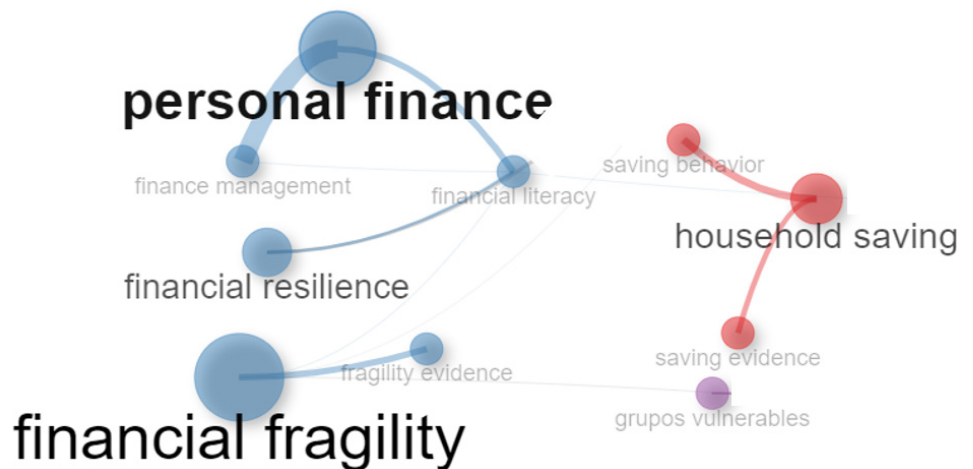 personal finance
saving behavior
finance management
financial literacy
household saving
financial resilience
saving evidence
fragility evidence
grupos vulnerables
financial fragility